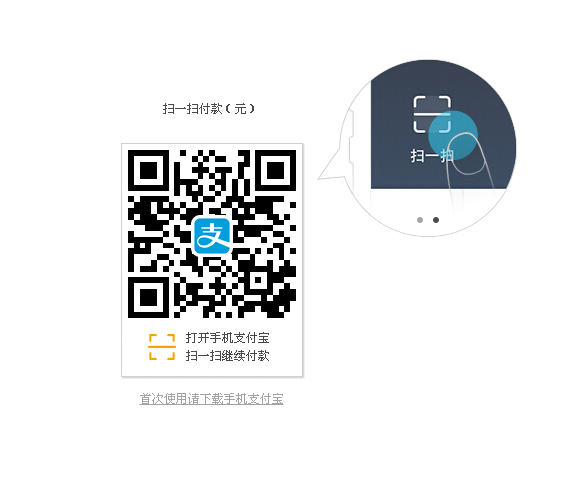 扫一扫付款（元）
扫一扫
支
打开手机支付宝
扫一扫继续付款
首次使用请下载手机支付宝